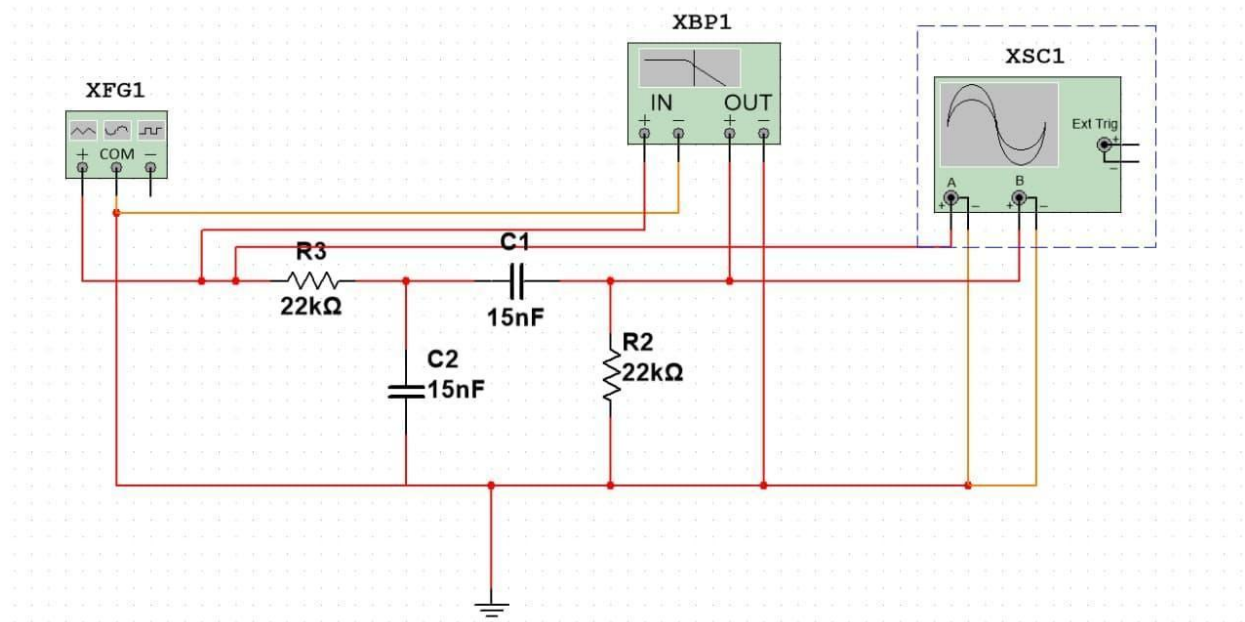 XBP1
XSC1
XFG1
IN OUT
+ − + −
Ext Trig
+
−
+ COM −
A B
+ − + −
R3
C1
22kΩ
15nF
R2
22kΩ
C2
15nF